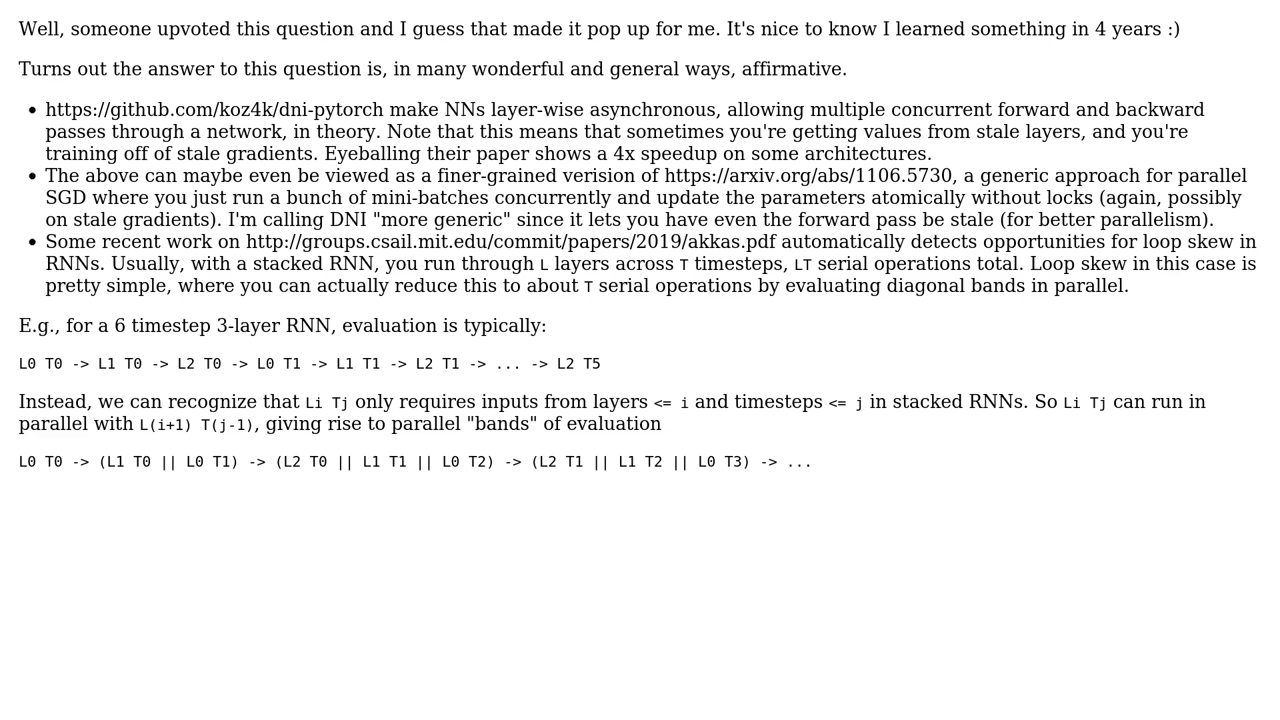 Well, someone upvoted this question and I guess that made it pop up for me. It's nice to know I learned something in 4 years :)
Turns out the answer to this question is, in many wonderful and general ways, affirmative.
• https://github.com/koz4k/dni-pytorch make NNs layer-wise asynchronous, allowing multiple concurrent forward and backward
passes through a network, in theory. Note that this means that sometimes you're getting values from stale layers, and you're
training off of stale gradients. Eyeballing their paper shows a 4x speedup on some architectures.
• The above can maybe even be viewed as a finer-grained verision of https://arxiv.org/abs/1106.5730, a generic approach for parallel
SGD where you just run a bunch of mini-batches concurrently and update the parameters atomically without locks (again, possibly
on stale gradients). I'm calling DNI "more generic" since it lets you have even the forward pass be stale (for better parallelism).
• Some recent work on http://groups.csail.mit.edu/commit/papers/2019/akkas.pdf automatically detects opportunities for loop skew in
RNNs. Usually, with a stacked RNN, you run through L layers across T timesteps, LT serial operations total. Loop skew in this case is
pretty simple, where you can actually reduce this to about T serial operations by evaluating diagonal bands in parallel.
E.g., for a 6 timestep 3-layer RNN, evaluation is typically:
L0 T0 -> L1 T0 -> L2 T0 -> L0 T1 -> L1 T1 -> L2 T1 -> ... -> L2 T5
Instead, we can recognize that Li Tj only requires inputs from layers <= i and timesteps <= j in stacked RNNs. So Li Tj can run in
parallel with L(i+1) T(j-1), giving rise to parallel "bands" of evaluation
L0 T0 -> (L1 T0 || L0 T1) -> (L2 T0 || L1 T1 || L0 T2) -> (L2 T1 || L1 T2 || L0 T3) -> ...